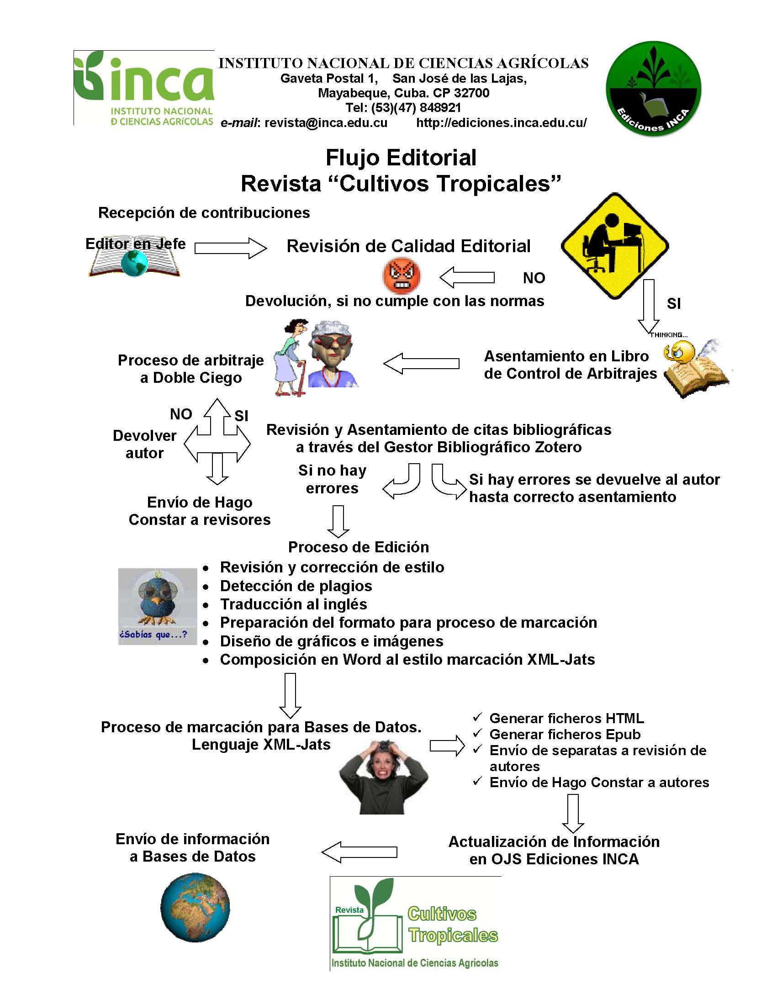 inca
INSTITUTO NACIONAL
Đ CIENCIAS AGRÍCOLAS
INSTITUTO NACIONAL DE CIENCIAS AGRÍCOLAS
Gaveta Postal 1, San José de las Lajas,
Mayabeque, Cuba. CP 32700
Tel: (53)(47) 848921
e-mail: revista@inca.edu.cu http://ediciones.inca.edu.cu/
Ediciones INCA
Flujo Editorial
Revista “Cultivos Tropicales”
Recepción de contribuciones
Editor en Jefe
Revisión de Calidad Editorial
NO
Devolución, si no cumple con las normas
SI
THINKING...
Asentamiento en Libro
de Control de Arbitrajes
Proceso de arbitraje
a Doble Ciego
NO
SI
Devolver
autor
Revisión y Asentamiento de citas bibliográficas
a través del Gestor Bibliográfico Zotero
Si no hay
errores
Si hay errores se devuelve al autor
hasta correcto asentamiento
Envío de Hago
Constar a revisores
Proceso de Edición
• Revisión y corrección de estilo
• Detección de plagios
• Traducción al inglés
• Preparación del formato para proceso de marcación
• Diseño de gráficos e imágenes
• Composición en Word al estilo marcación XML-Jats
¿Sabías que...?
Proceso de marcación para Bases de Datos.
Lenguaje XML-Jats
✓ Generar ficheros HTML
✓ Generar ficheros Epub
✓ Envío de separatas a revisión de
autores
✓ Envío de Hago Constar a autores
Actualización de Información
en OJS Ediciones INCA
Envío de información
a Bases de Datos
Revista
Cultivos
Tropicales
Instituto Nacional de Ciencias Agrícolas